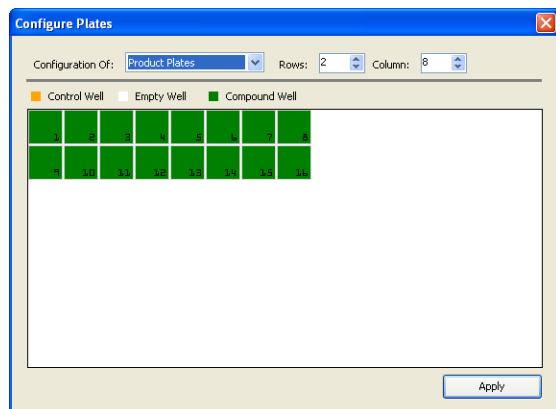 Configure Plates
Configuration Of: Product Plates Rows: 2 Column: 8
Control Well Empty Well Compound Well
1 2 3 4 5 6 7 8
9 10 11 12 13 14 15 16
Apply